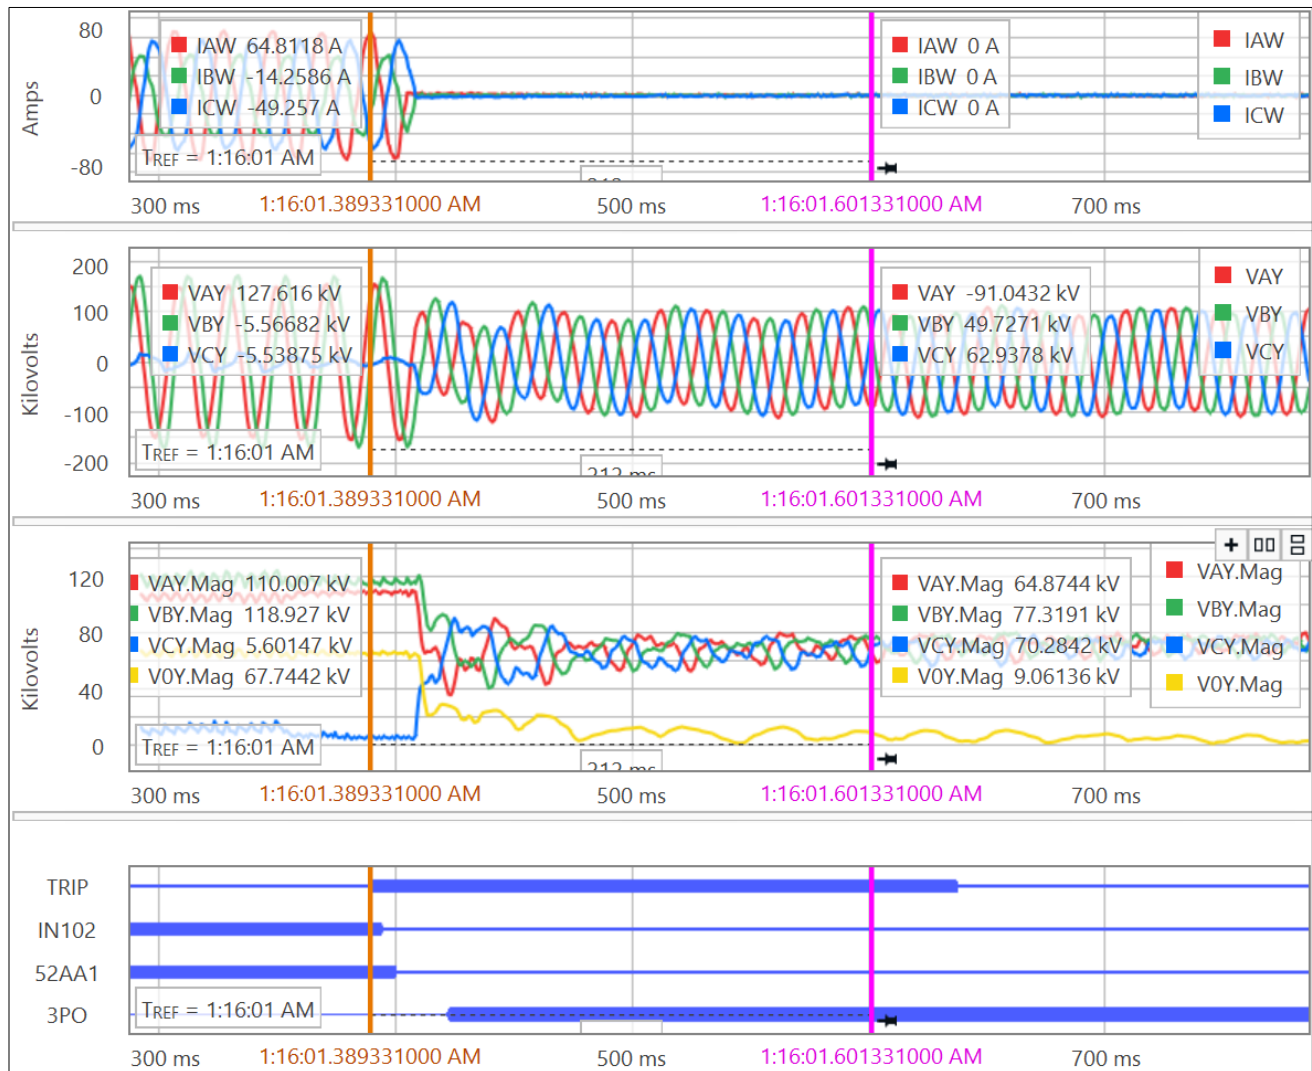 80
0
-80
Amps
IAW 64.8118 A
IBW -14.2586 A
ICW -49.257 A
TREF = 1:16:01 AM
IAW 0 A
IBW 0 A
ICW 0 A
IAW
IBW
ICW
300 ms
1:16:01.389331000 AM
500 ms
1:16:01.601331000 AM
700 ms
200
100
0
-100
-200
Kilovolts
VAY 127.616 kV
VBY -5.56682 kV
VCY -5.53875 kV
TREF = 1:16:01 AM
212 ms
VAY -91.0432 kV
VBY 49.7271 kV
VCY 62.9378 kV
VAY
VBY
VCY
300 ms
1:16:01.389331000 AM
500 ms
1:16:01.601331000 AM
700 ms
120
80
40
0
Kilovolts
VAY.Mag 110.007 kV
VBY.Mag 118.927 kV
VCY.Mag 5.60147 kV
V0Y.Mag 67.7442 kV
TREF = 1:16:01 AM
212 ms
VAY.Mag 64.8744 kV
VBY.Mag 77.3191 kV
VCY.Mag 70.2842 kV
V0Y.Mag 9.06136 kV
VAY.Mag
VBY.Mag
VCY.Mag
V0Y.Mag
300 ms
1:16:01.389331000 AM
500 ms
1:16:01.601331000 AM
700 ms
TRIP
IN102
52AA1
3PO
TREF = 1:16:01 AM
300 ms
1:16:01.389331000 AM
500 ms
1:16:01.601331000 AM
700 ms